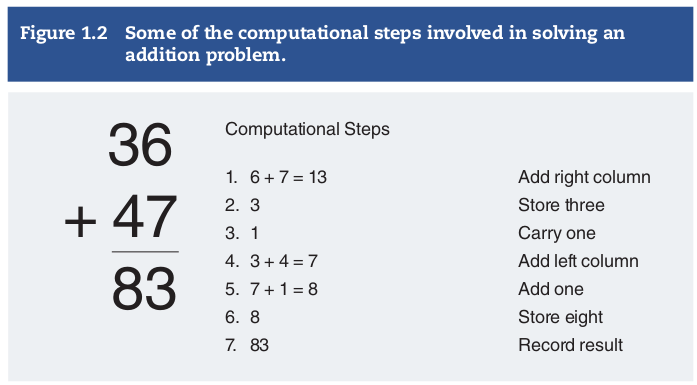 Figure 1.2 Some of the computational steps involved in solving an
addition problem.
36
+ 47
83
Computational Steps
1. 6 + 7 = 13 Add right column
2. 3 Store three
3. 1 Carry one
4. 3 + 4 = 7 Add left column
5. 7 + 1 = 8 Add one
6. 8 Store eight
7. 83 Record result